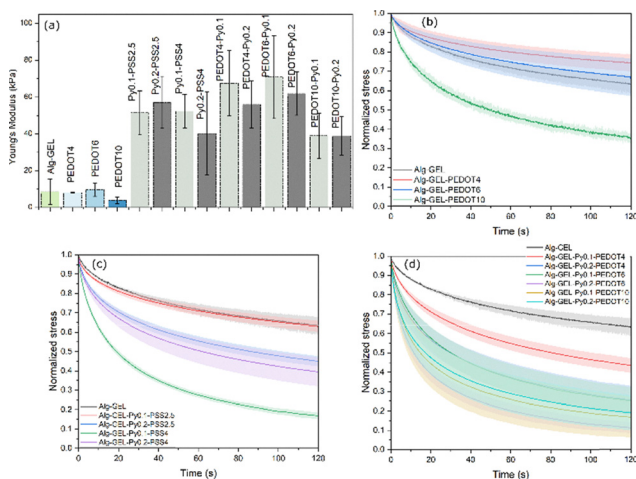 (a)
Young's Modulus (kPa)
100
80
60
40
20
0
Alg-GEL
PEDOT4
PEDOT6
PEDOT10
Py0.1-PSS2.5
Py0.2-PSS2.5
Py0.1-PSS4
Py0.2-PSS4
PEDOT4-Py0.1
PEDOT4-Py0.2
PEDOT6-Py0.1
PEDOT6-Py0.2
PEDOT10-Py0.1
PEDOT10-Py0.2
(b)
Normalized stress
1.0
0.9
0.8
0.7
0.6
0.5
0.4
0.3
0.2
0.1
0
Alg-GEL
Alg-GEL-PEDOT4
Alg-GEL-PEDOT6
Alg-GEL-PEDOT10
0 20 40 60 80 100 120
Time (s)
(c)
Normalized stress
1.0
0.9
0.8
0.7
0.6
0.5
0.4
0.3
0.2
0.1
0
Alg-GEL
Alg-GEL-Py0.1-PSS2.5
Alg-GEL-Py0.2-PSS2.5
Alg-GEL-Py0.1-PSS4
Alg-GEL-Py0.2-PSS4
0 20 40 60 80 100 120
Time (s)
(d)
Normalized stress
1.0
0.9
0.8
0.7
0.6
0.5
0.4
0.3
0.2
0.1
0
Alg-GEL
Alg-GEL-Py0.1-PEDOT4
Alg-GEL-Py0.2-PEDOT4
Alg-GEL-Py0.1-PEDOT6
Alg-GEL-Py0.2-PEDOT6
Alg-GEL-Py0.1-PEDOT10
Alg-GEL-Py0.2-PEDOT10
0 20 40 60 80 100 120
Time (s)